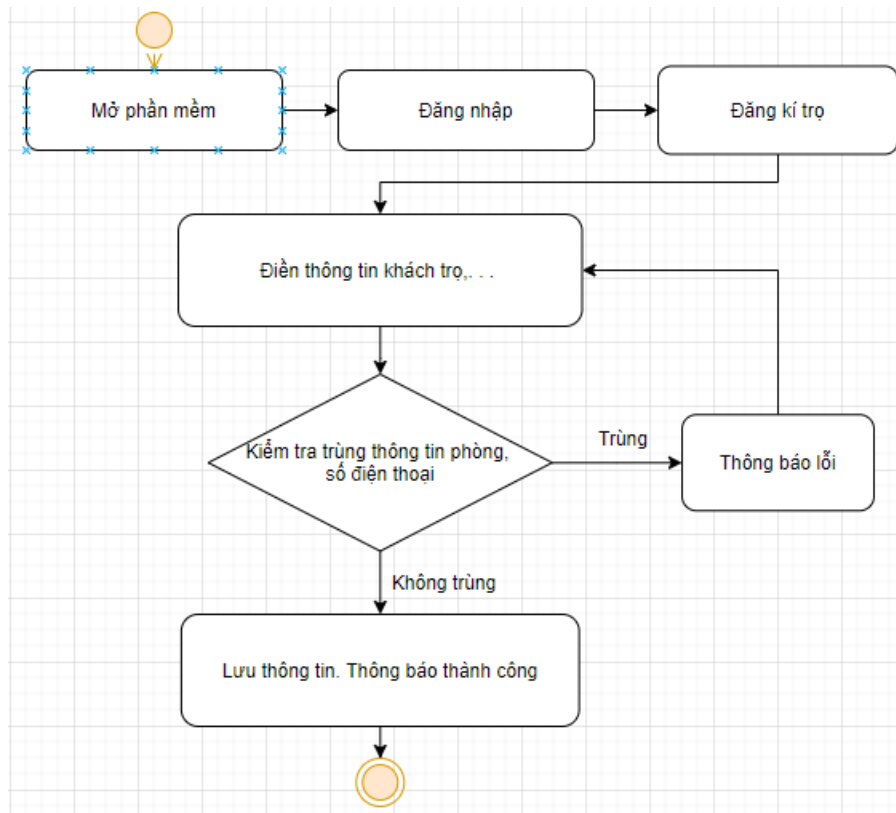 Mở phần mềm
Đăng nhập
Đăng kí trọ
Điền thông tin khách trọ,. . .
Kiểm tra trùng thông tin phòng,
số điện thoại
Trùng
Thông báo lỗi
Không trùng
Lưu thông tin. Thông báo thành công